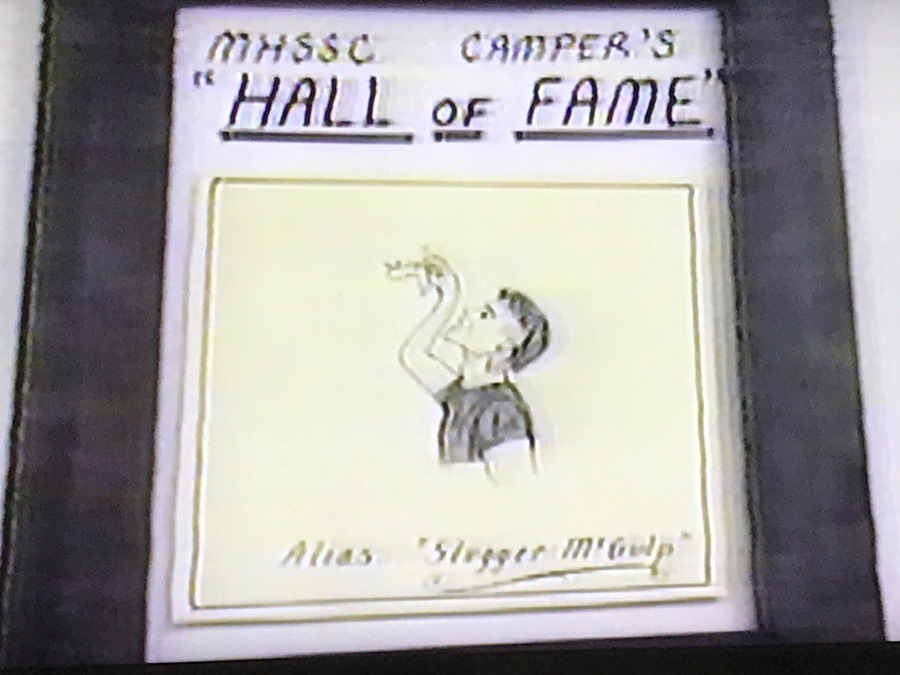 MHSSC CAMPER'S
"HALL OF FAME"
Alias "Slugger McGulp"